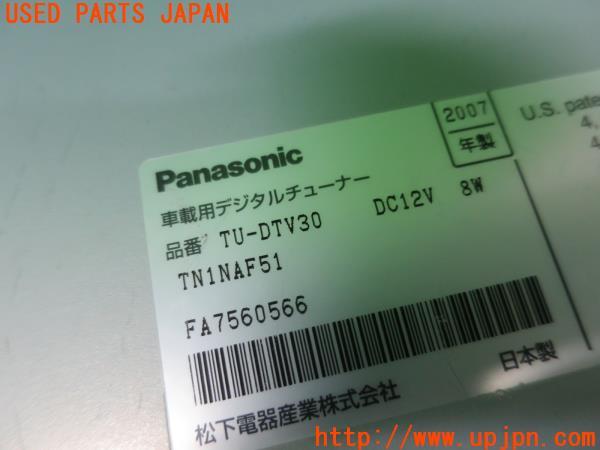 USED PARTS JAPAN
Panasonic
2007
年製
U.S. pate
4,
4
車載用デジタルチューナー
品番 TU-DTV30 DC12V 8W
TN1NAF51
FA7560566
日本製
松下電器産業株式会社
http://www.upjpn.com